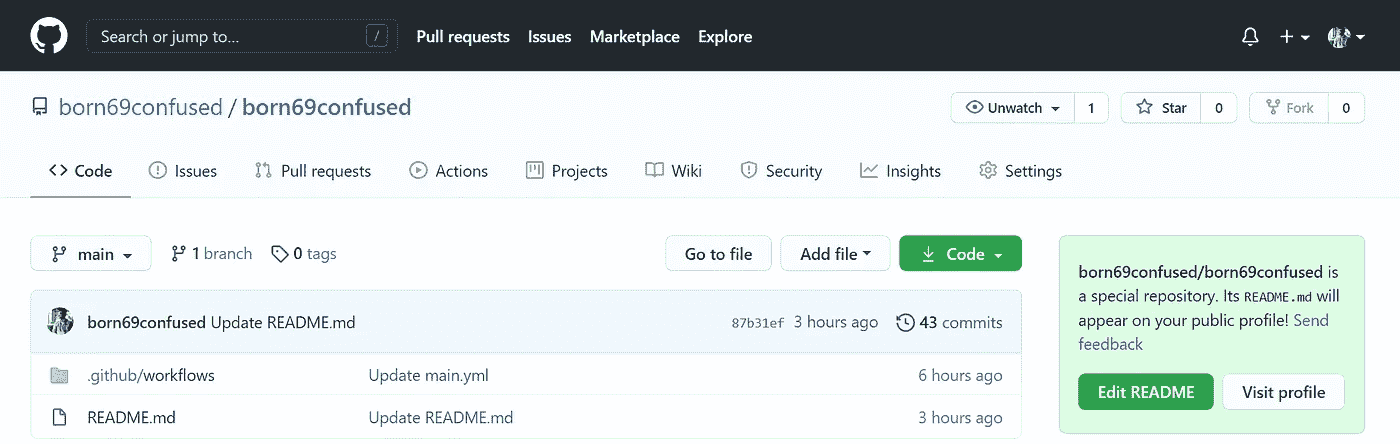 Search or jump to... /
Pull requests Issues Marketplace Explore
born69confused / born69confused
Unwatch 1 Star 0 Fork 0
Code Issues Pull requests Actions Projects Wiki Security Insights Settings
main 1 branch 0 tags
Go to file Add file Code
born69confused Update README.md 87b31ef 3 hours ago 43 commits
.github/workflows Update main.yml 6 hours ago
README.md Update README.md 3 hours ago
born69confused/born69confused is
a special repository. Its README.md will
appear on your public profile! Send
feedback
Edit README Visit profile